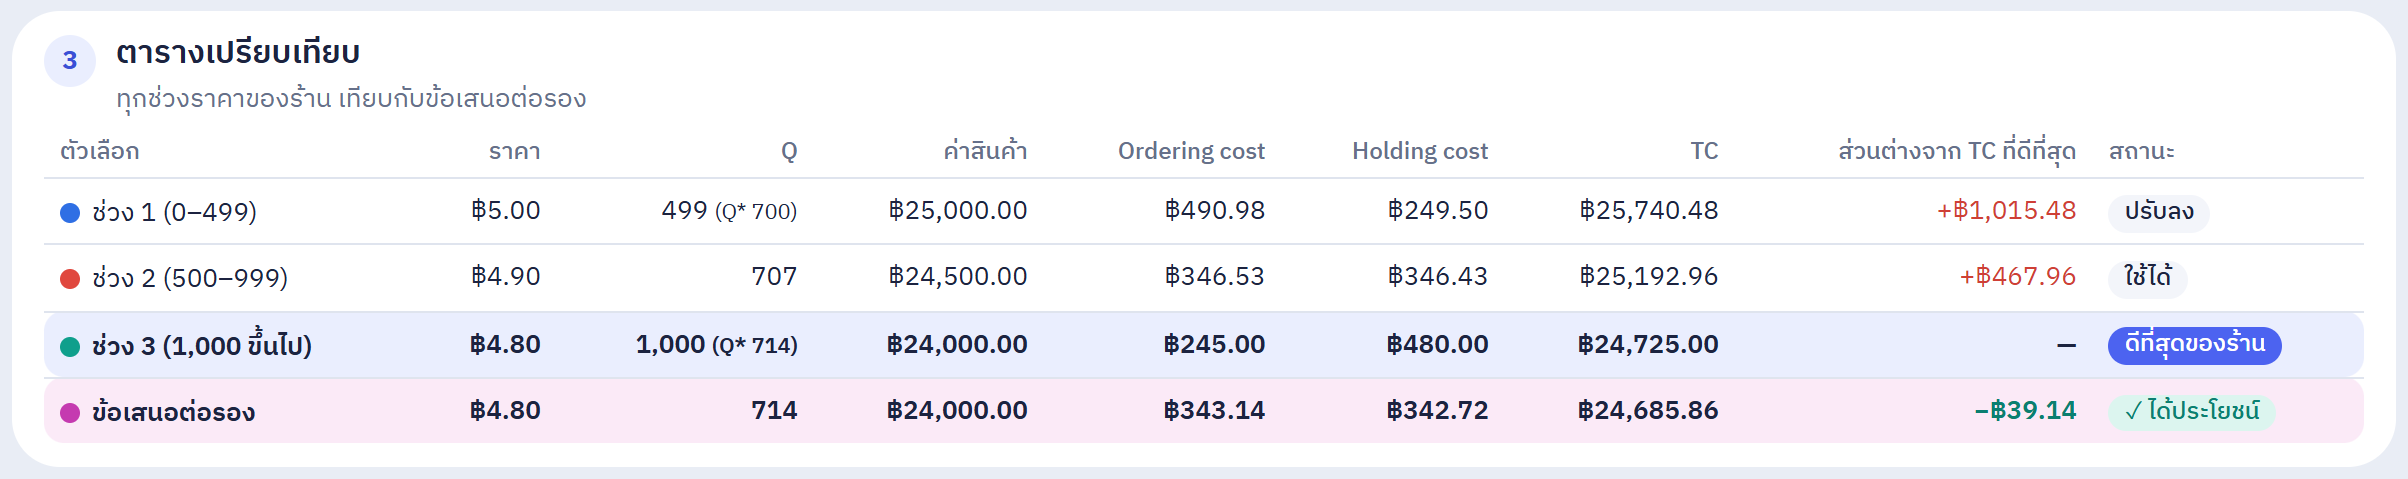 3
ตารางเปรียบเทียบ
ทุกช่วงราคาของร้าน เทียบกับข้อเสนอต่อรอง
ตัวเลือก ราคา Q ค่าสินค้า Ordering cost Holding cost TC ส่วนต่างจาก TC ที่ดีที่สุด สถานะ
ช่วง 1 (0–499) ฿5.00 499 (Q* 700) ฿25,000.00 ฿490.98 ฿249.50 ฿25,740.48 +฿1,015.48 ปรับลง
ช่วง 2 (500–999) ฿4.90 707 ฿24,500.00 ฿346.53 ฿346.43 ฿25,192.96 +฿467.96 ใช้ได้
ช่วง 3 (1,000 ขึ้นไป) ฿4.80 1,000 (Q* 714) ฿24,000.00 ฿245.00 ฿480.00 ฿24,725.00 — ดีที่สุดของร้าน
ข้อเสนอต่อรอง ฿4.80 714 ฿24,000.00 ฿343.14 ฿342.72 ฿24,685.86 −฿39.14 ✓ ได้ประโยชน์